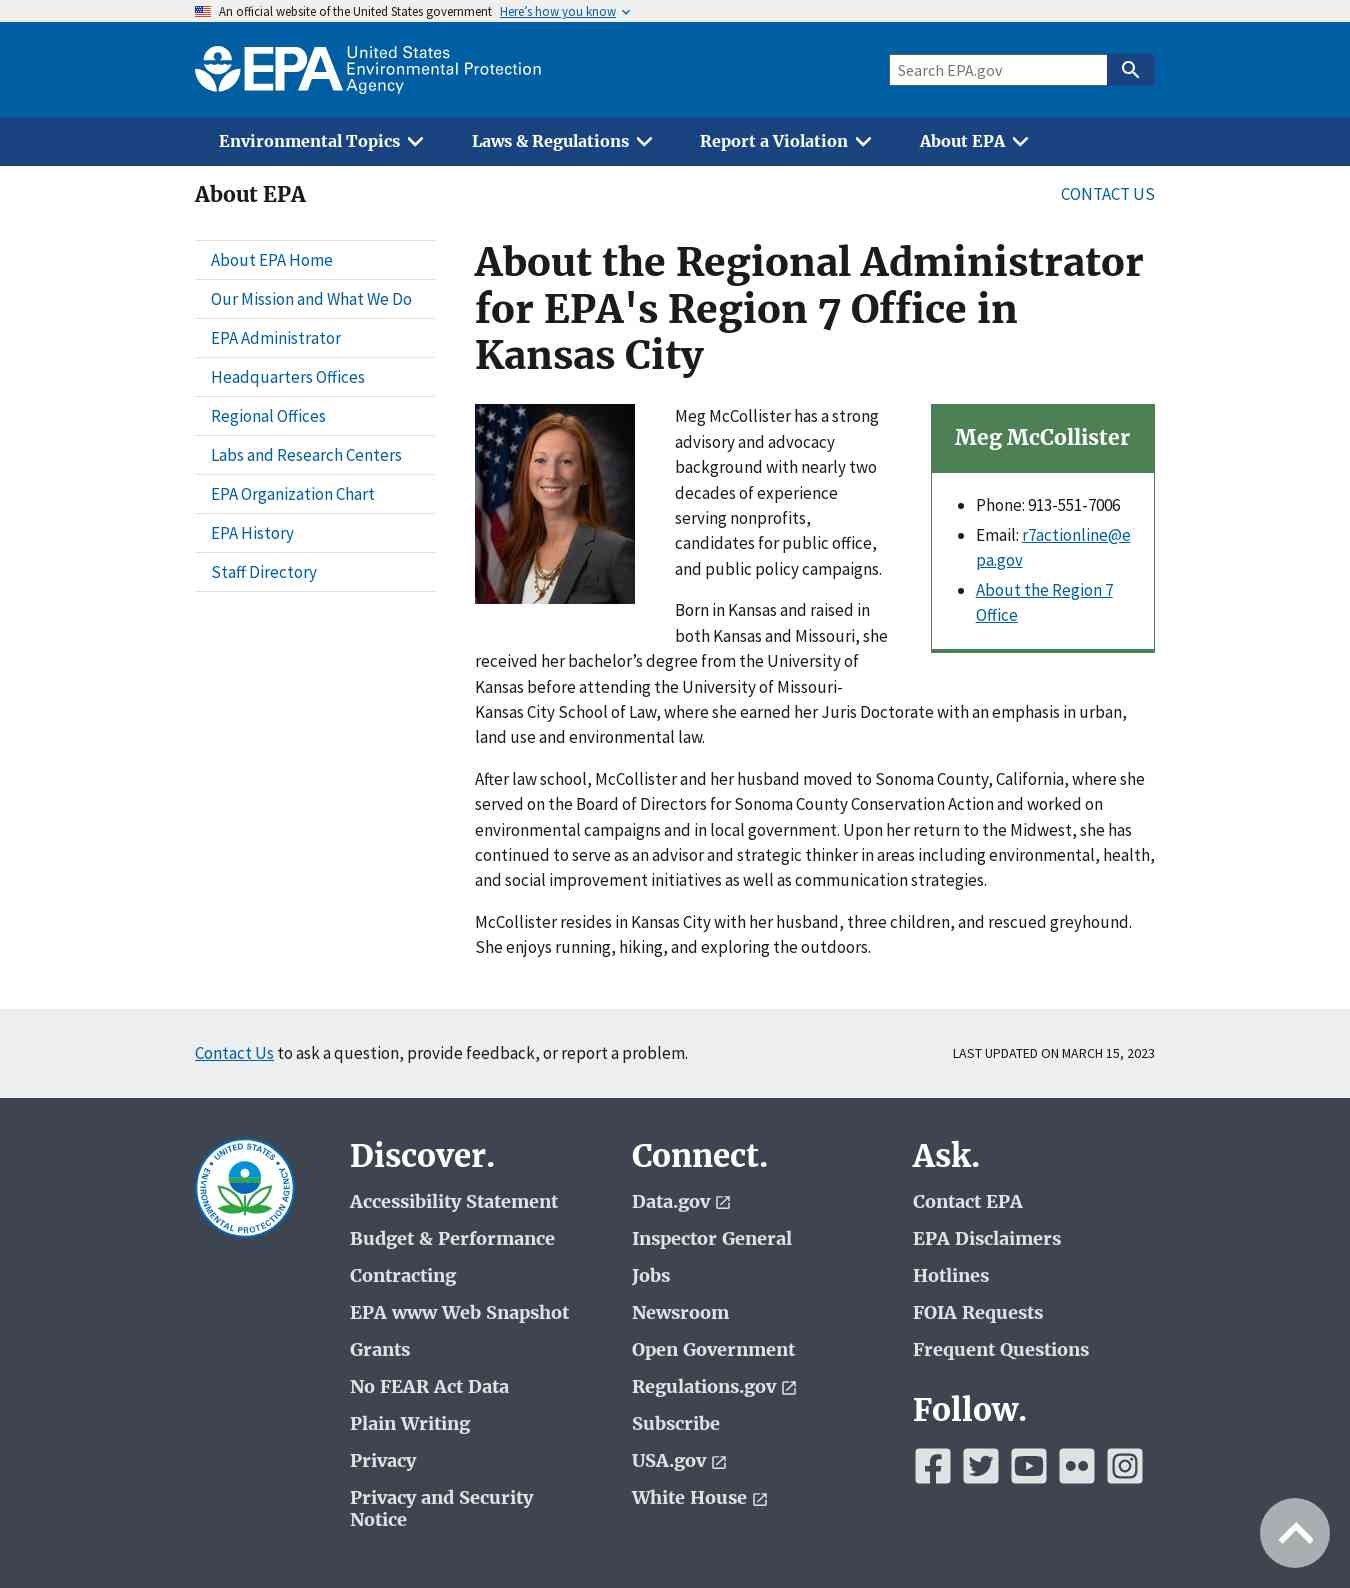 An official website of the United States government Here’s how you know
EPA United States
Environmental Protection
Agency
Search EPA.gov
Environmental Topics
Laws & Regulations
Report a Violation
About EPA
About EPA
CONTACT US
About EPA Home
Our Mission and What We Do
EPA Administrator
Headquarters Offices
Regional Offices
Labs and Research Centers
EPA Organization Chart
EPA History
Staff Directory
About the Regional Administrator
for EPA's Region 7 Office in
Kansas City
Meg McCollister has a strong
advisory and advocacy
background with nearly two
decades of experience
serving nonprofits,
candidates for public office,
and public policy campaigns.
Born in Kansas and raised in
both Kansas and Missouri, she
received her bachelor’s degree from the University of
Kansas before attending the University of Missouri-
Kansas City School of Law, where she earned her Juris Doctorate with an emphasis in urban,
land use and environmental law.
After law school, McCollister and her husband moved to Sonoma County, California, where she
served on the Board of Directors for Sonoma County Conservation Action and worked on
environmental campaigns and in local government. Upon her return to the Midwest, she has
continued to serve as an advisor and strategic thinker in areas including environmental, health,
and social improvement initiatives as well as communication strategies.
McCollister resides in Kansas City with her husband, three children, and rescued greyhound.
She enjoys running, hiking, and exploring the outdoors.
Meg McCollister
Phone: 913-551-7006
Email: r7actionline@e
pa.gov
About the Region 7
Office
Contact Us to ask a question, provide feedback, or report a problem.
LAST UPDATED ON MARCH 15, 2023
UNITED STATES
ENVIRONMENTAL PROTECTION AGENCY
Discover.
Accessibility Statement
Budget & Performance
Contracting
EPA www Web Snapshot
Grants
No FEAR Act Data
Plain Writing
Privacy
Privacy and Security
Notice
Connect.
Data.gov
Inspector General
Jobs
Newsroom
Open Government
Regulations.gov
Subscribe
USA.gov
White House
Ask.
Contact EPA
EPA Disclaimers
Hotlines
FOIA Requests
Frequent Questions
Follow.